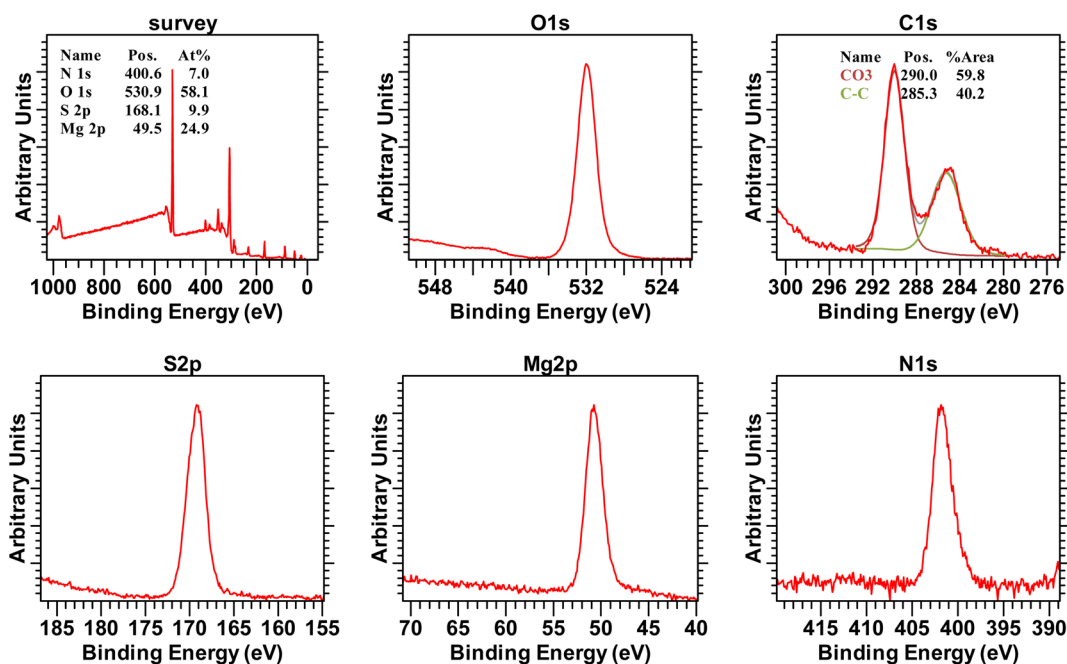 survey
Name Pos. At%
N 1s 400.6 7.0
O 1s 530.9 58.1
S 2p 168.1 9.9
Mg 2p 49.5 24.9
Arbitrary Units
1000 800 600 400 200 0
Binding Energy (eV)
O1s
Arbitrary Units
548 540 532 524
Binding Energy (eV)
C1s
Name Pos. %Area
CO3 290.0 59.8
C-C 285.3 40.2
Arbitrary Units
300 296 292 288 284 280 276
Binding Energy (eV)
S2p
Arbitrary Units
185 180 175 170 165 160 155
Binding Energy (eV)
Mg2p
Arbitrary Units
70 65 60 55 50 45 40
Binding Energy (eV)
N1s
Arbitrary Units
415 410 405 400 395 390
Binding Energy (eV)